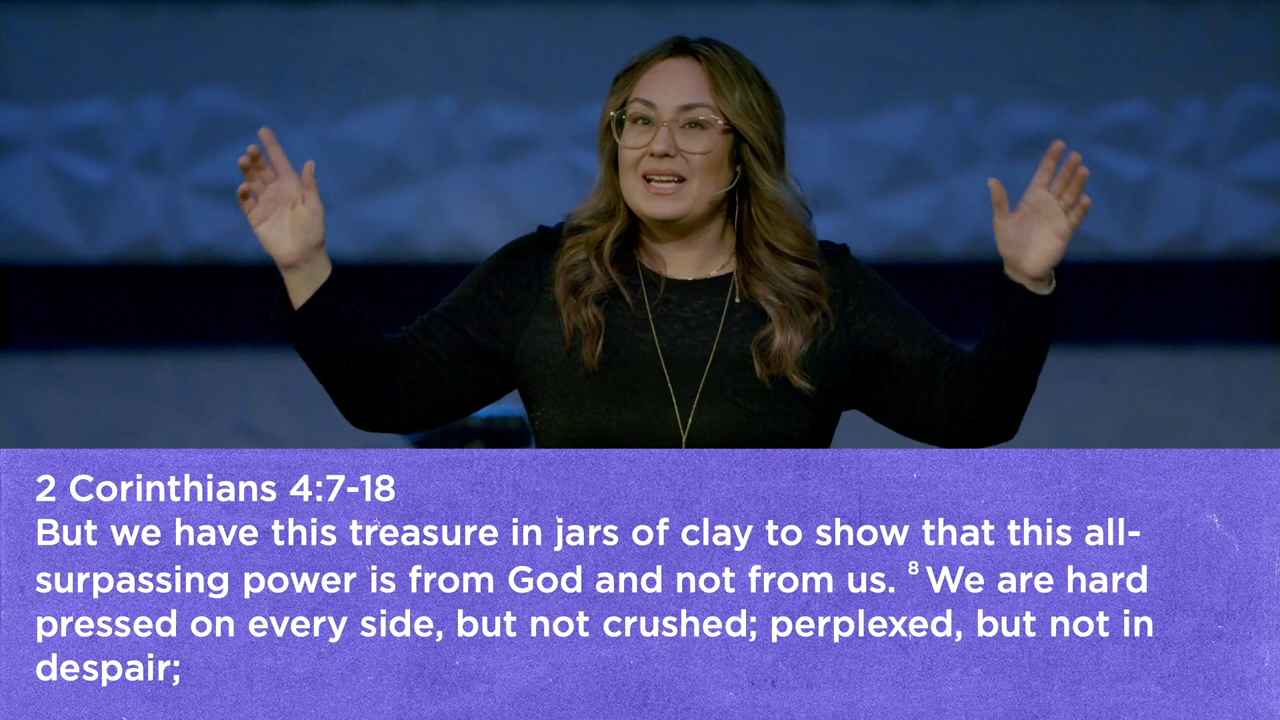 2 Corinthians 4:7-18
But we have this treasure in jars of clay to show that this all-
surpassing power is from God and not from us. 8 We are hard
pressed on every side, but not crushed; perplexed, but not in
despair;